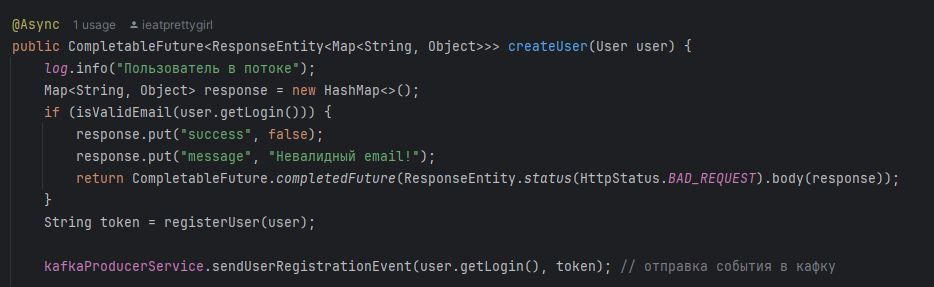 @Async 1 usage ieatprettygirl
public CompletableFuture<ResponseEntity<Map<String, Object>>> createUser(User user) {
log.info("Пользователь в потоке");
Map<String, Object> response = new HashMap<>();
if (isValidEmail(user.getLogin())) {
response.put("success", false);
response.put("message", "Невалидный email!");
return CompletableFuture.completedFuture(ResponseEntity.status(HttpStatus.BAD_REQUEST).body(response));
}
String token = registerUser(user);
kafkaProducerService.sendUserRegistrationEvent(user.getLogin(), token); // отправка события в кафку